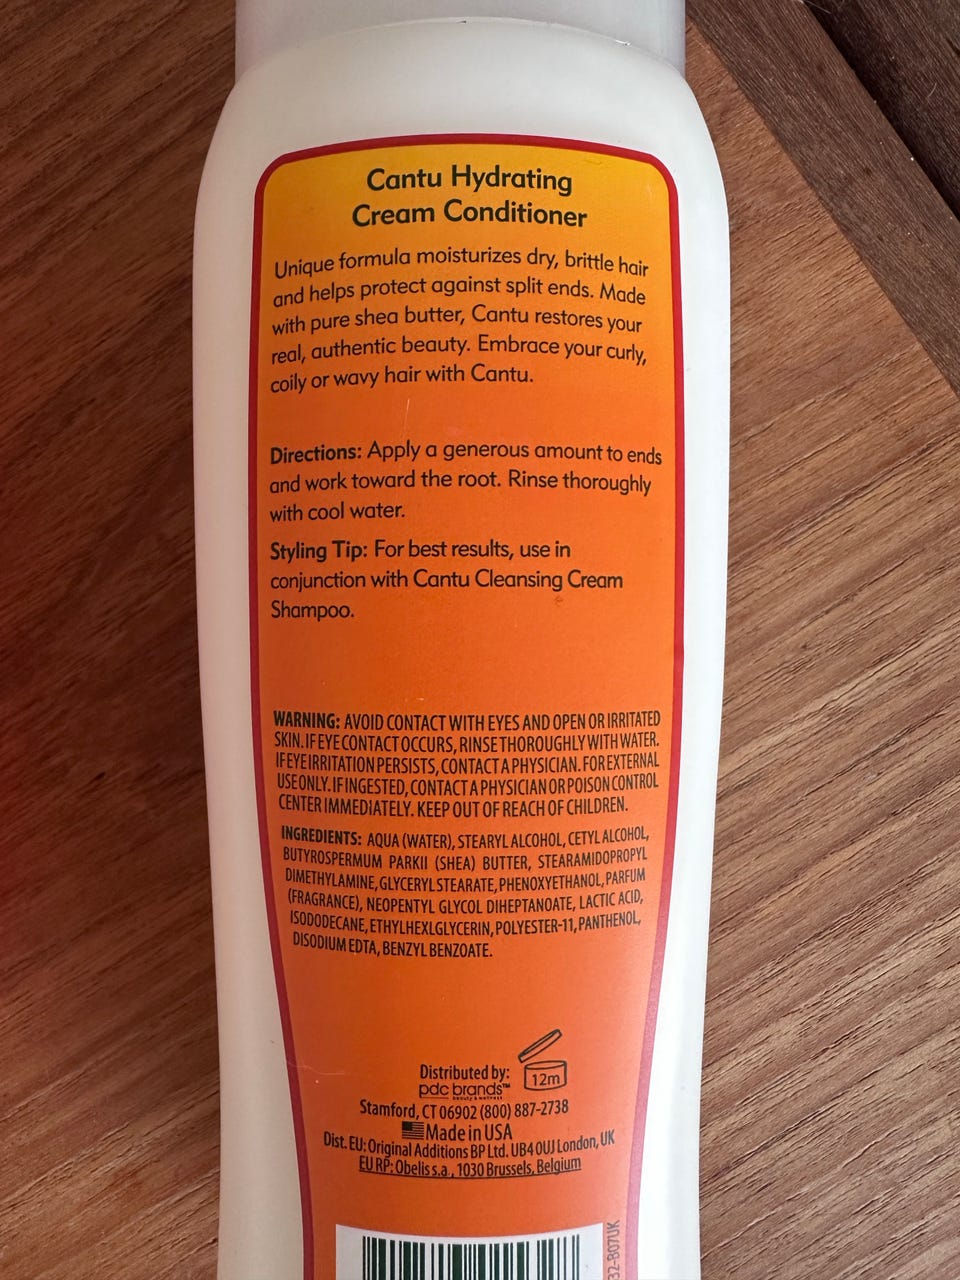 Cantu Hydrating
Cream Conditioner
Unique formula moisturizes dry, brittle hair
and helps protect against split ends. Made
with pure shea butter, Cantu restores your
real, authentic beauty. Embrace your curly,
coily or wavy hair with Cantu.
Directions: Apply a generous amount to ends
and work toward the root. Rinse thoroughly
with cool water.
Styling Tip: For best results, use in
conjunction with Cantu Cleansing Cream
Shampoo.
WARNING: AVOID CONTACT WITH EYES AND OPEN OR IRRITATED
SKIN. IF EYE CONTACT OCCURS, RINSE THOROUGHLY WITH WATER.
IF EYE IRRITATION PERSISTS, CONTACT A PHYSICIAN. FOR EXTERNAL
USE ONLY. IF INGESTED, CONTACT A PHYSICIAN OR POISON CONTROL
CENTER IMMEDIATELY. KEEP OUT OF REACH OF CHILDREN.
INGREDIENTS: AQUA (WATER), STEARYL ALCOHOL, CETYL ALCOHOL,
BUTYROSPERMUM PARKII (SHEA) BUTTER, STEARAMIDOPROPYL
DIMETHYLAMINE, GLYCERYL STEARATE, PHENOXYETHANOL, PARFUM
(FRAGRANCE), NEOPENTYL GLYCOL DIHEPTANOATE, LACTIC ACID,
ISODODECANE, ETHYLHEXLGLYCERIN, POLYESTER-11, PANTHENOL,
DISODIUM EDTA, BENZYL BENZOATE.
Distributed by:
pdc brands™
beauty & wellness
12m
Stamford, CT 06902 (800) 887-2738
Made in USA
Dist. EU: Original Additions BP Ltd. UB4 0UJ London, UK
EU RP: Obelis s.a., 1030 Brussels, Belgium
32-B07UK